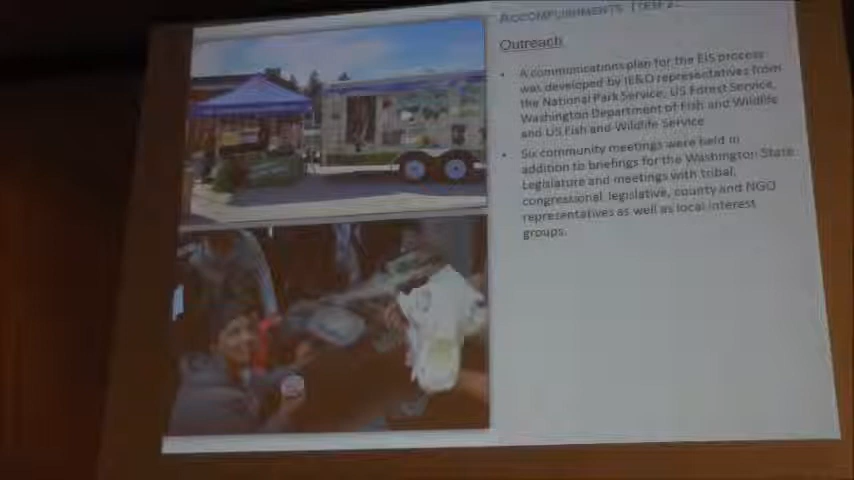 ACCOMPLISHMENTS ITEM 2:
Outreach
• A communications plan for the EIS process
was developed by IE&O representatives from
the National Park Service, US Forest Service,
Washington Department of Fish and Wildlife
and US Fish and Wildlife Service
• Six community meetings were held in
addition to briefings for the Washington State
Legislature and meetings with tribal,
congressional, legislative, county and NGO
representatives as well as local interest
groups.